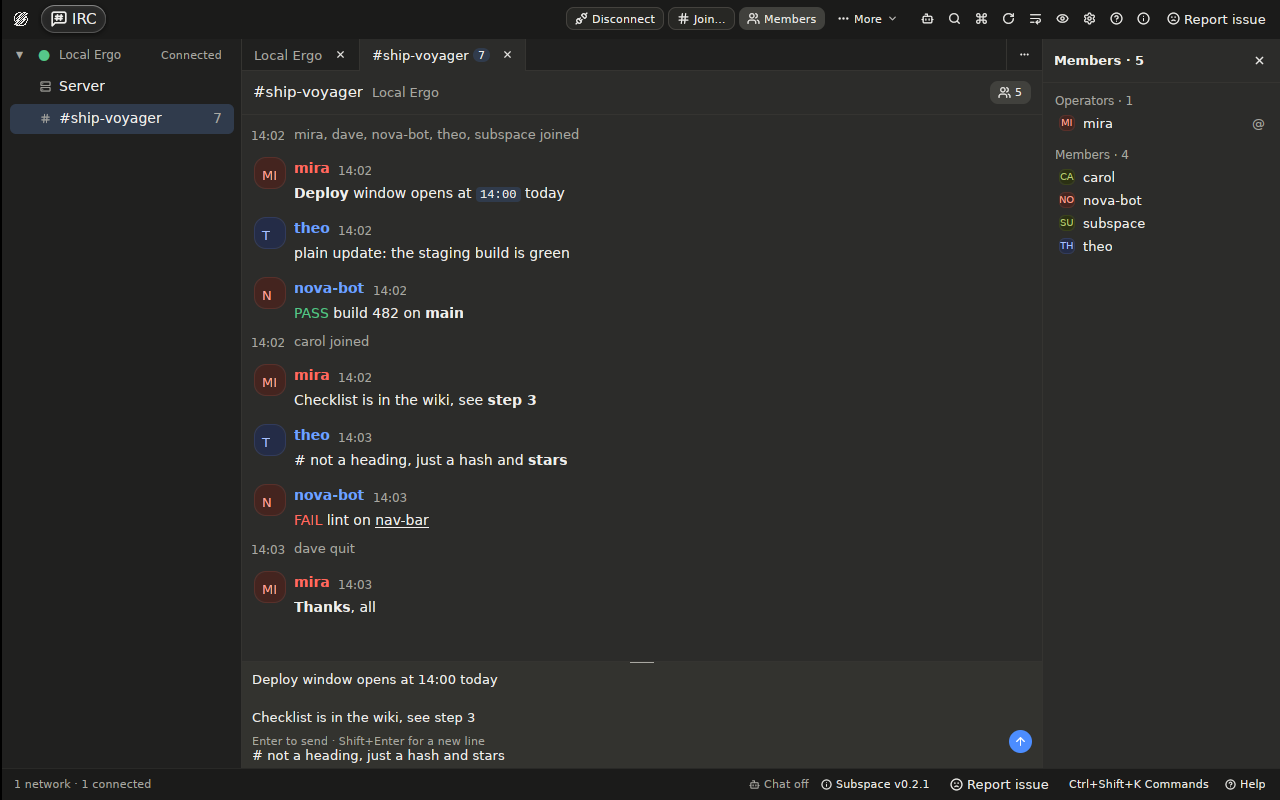 IRC
Disconnect
Join...
Members
More
Report issue
Local Ergo
Connected
Server
# #ship-voyager 7
Local Ergo
#ship-voyager 7
#ship-voyager Local Ergo
5
14:02 mira, dave, nova-bot, theo, subspace joined
MI
mira 14:02
Deploy window opens at 14:00 today
T
theo 14:02
plain update: the staging build is green
N
nova-bot 14:02
PASS build 482 on main
14:02 carol joined
MI
mira 14:02
Checklist is in the wiki, see step 3
T
theo 14:03
# not a heading, just a hash and stars
N
nova-bot 14:03
FAIL lint on nav-bar
14:03 dave quit
MI
mira 14:03
Thanks, all
Deploy window opens at 14:00 today
Checklist is in the wiki, see step 3
Enter to send · Shift+Enter for a new line
# not a heading, just a hash and stars
Members · 5
Operators · 1
MI mira @
Members · 4
CA carol
NO nova-bot
SU subspace
TH theo
1 network · 1 connected
Chat off
Subspace v0.2.1
Report issue
Ctrl+Shift+K Commands
Help